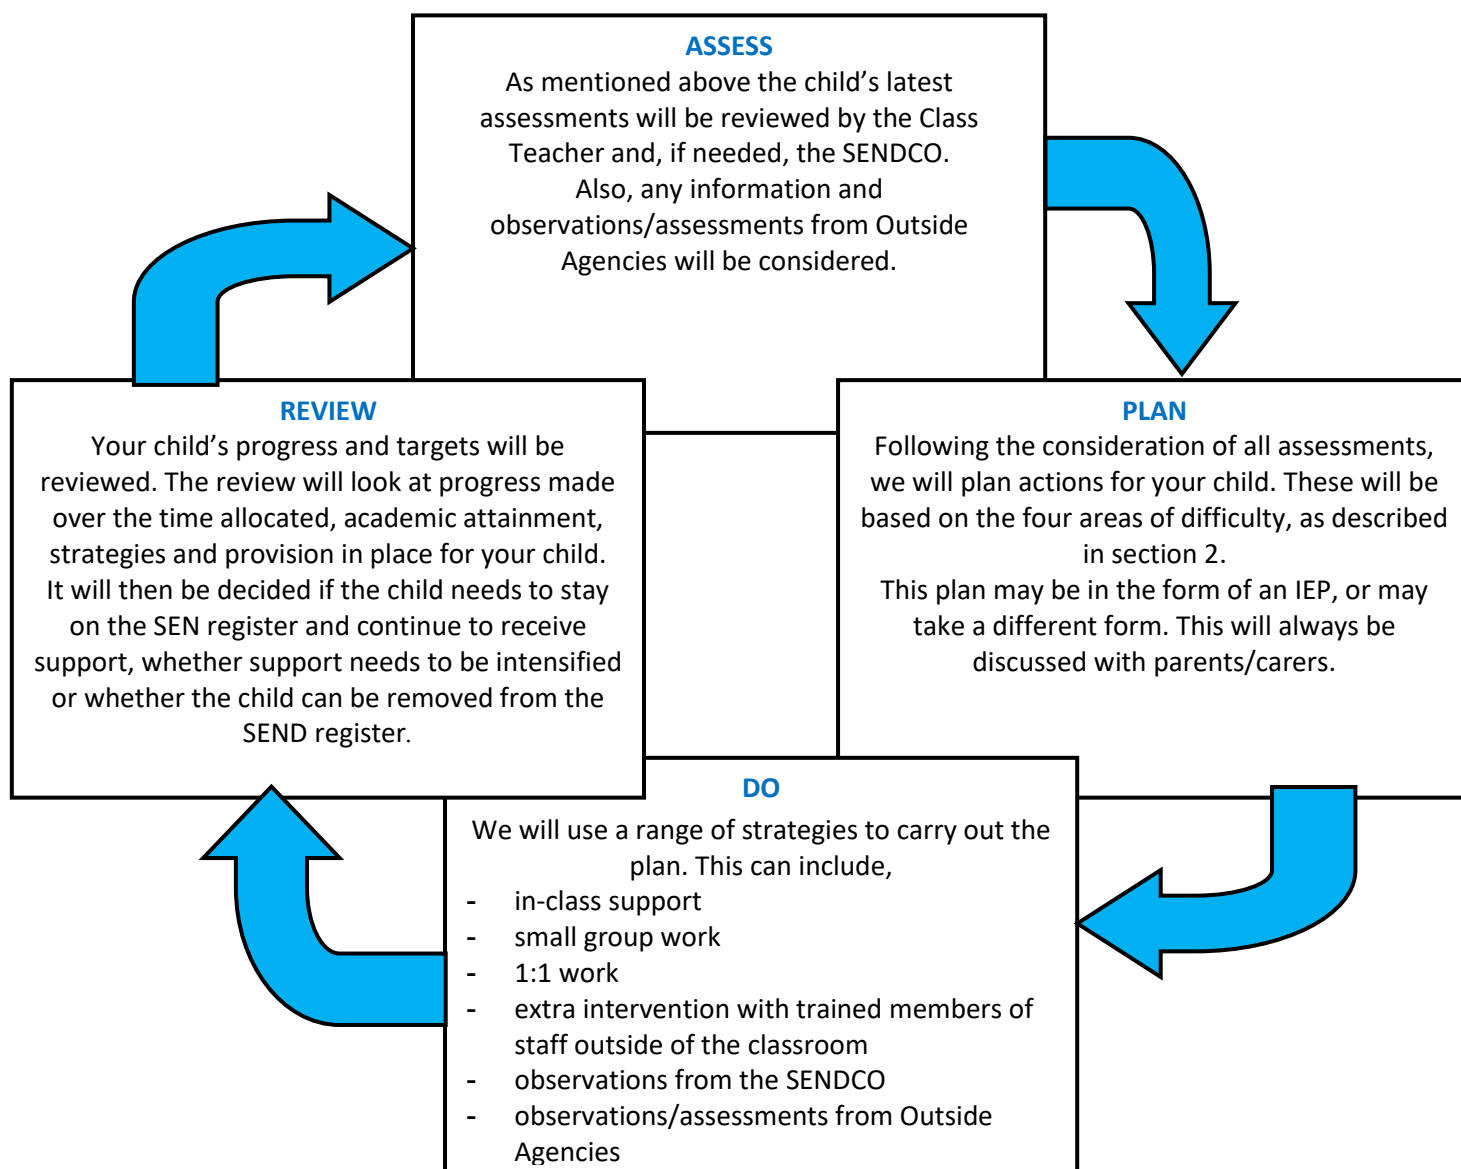 ASSESS
As mentioned above the child’s latest
assessments will be reviewed by the Class
Teacher and, if needed, the SENDCO.
Also, any information and
observations/assessments from Outside
Agencies will be considered.
PLAN
Following the consideration of all assessments,
we will plan actions for your child. These will be
based on the four areas of difficulty, as described
in section 2.
This plan may be in the form of an IEP, or may
take a different form. This will always be
discussed with parents/carers.
DO
We will use a range of strategies to carry out the
plan. This can include,
- in-class support
- small group work
- 1:1 work
- extra intervention with trained members of
staff outside of the classroom
- observations from the SENDCO
- observations/assessments from Outside
Agencies
REVIEW
Your child’s progress and targets will be
reviewed. The review will look at progress made
over the time allocated, academic attainment,
strategies and provision in place for your child.
It will then be decided if the child needs to stay
on the SEN register and continue to receive
support, whether support needs to be intensified
or whether the child can be removed from the
SEND register.